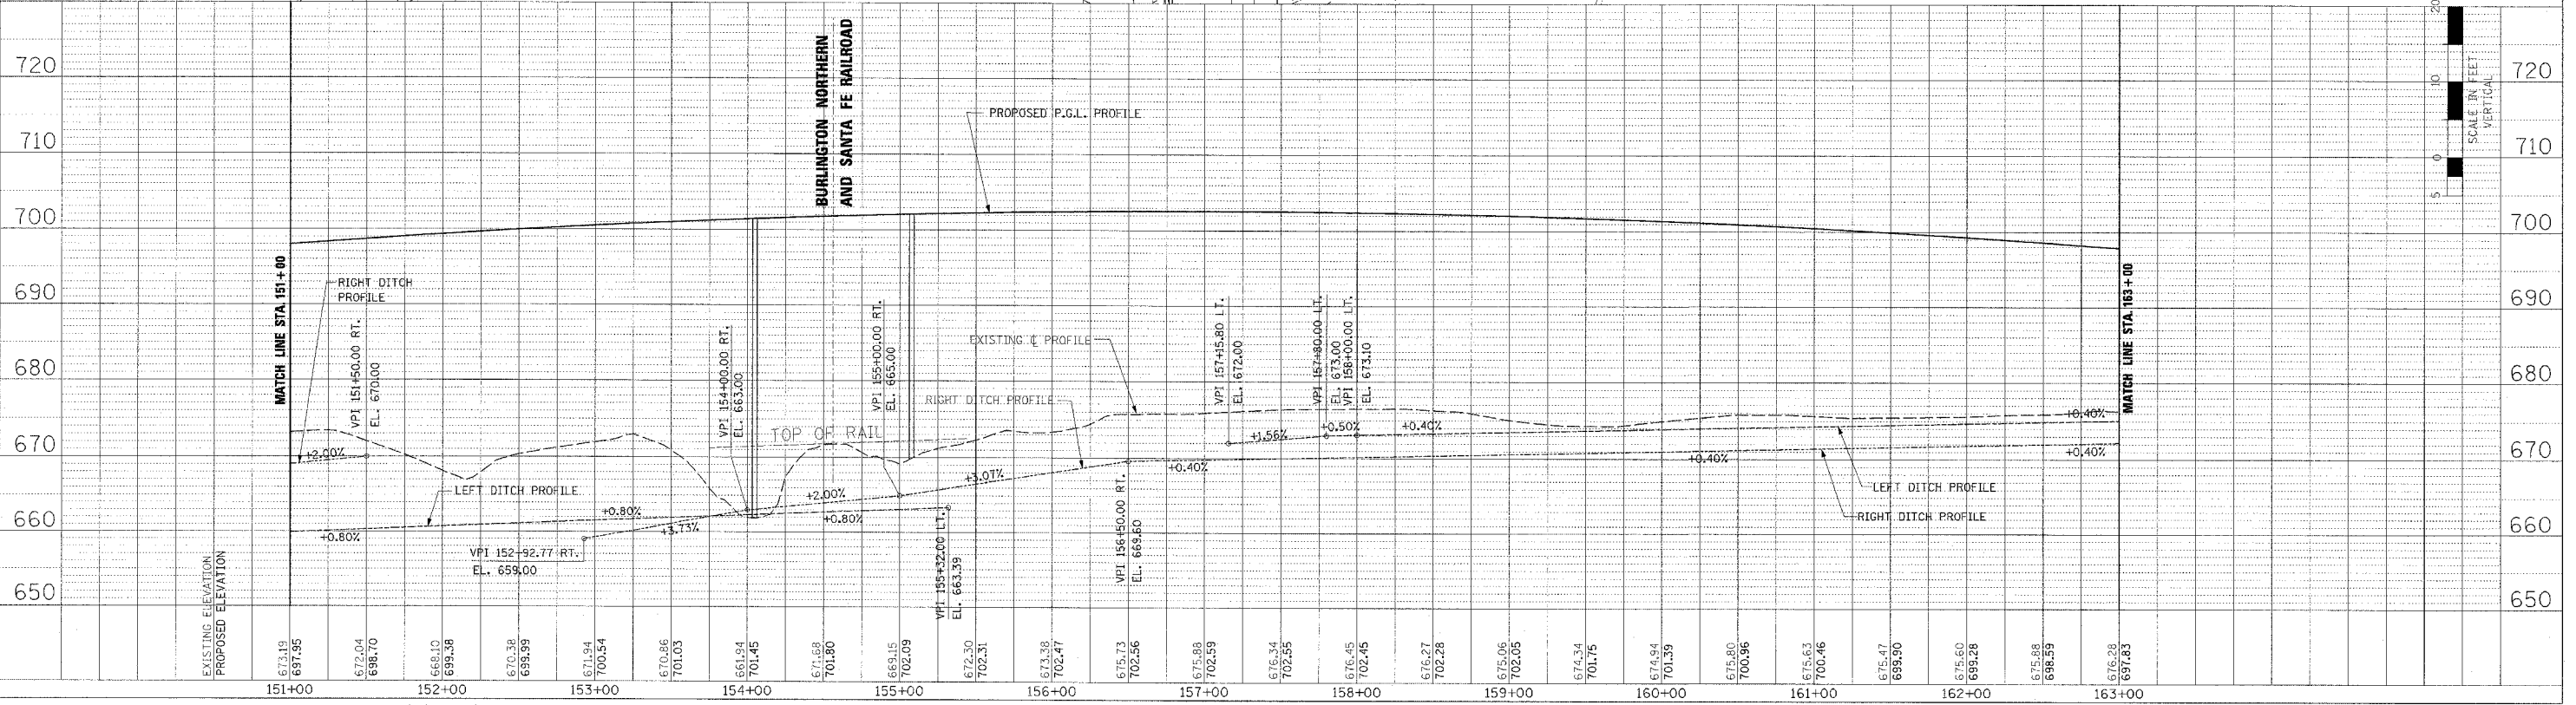 20
10
0
5
SCALE IN FEET
VERTICAL
720
710
700
690
680
670
660
650
720
710
700
690
680
670
660
650
BURLINGTON NORTHERN
AND SANTA FE RAILROAD
PROPOSED P.G.L. PROFILE
MATCH LINE STA. 151+00
RIGHT DITCH
PROFILE
VPI 151+50.00 RT.
EL. 670.00
+2.00%
LEFT DITCH PROFILE
+0.80%
+0.80%
VPI 152+92.77 RT.
EL. 659.00
+3.73%
VPI 154+00.00 RT.
EL. 663.00
TOP OF RAIL
+2.00%
+0.80%
VPI 155+00.00 RT.
EL. 665.00
VPI 155+32.00 LT.
EL. 663.39
+3.07%
EXISTING ℄ PROFILE
RIGHT DITCH PROFILE
VPI 156+50.00 RT.
EL. 669.60
+0.40%
VPI 157+15.80 LT.
EL. 672.00
+1.56%
VPI 157+80.00 LT.
EL. 673.00
VPI 158+00.00 LT.
EL. 673.10
+0.50%
+0.40%
+0.40%
LEFT DITCH PROFILE
RIGHT DITCH PROFILE
+0.40%
+0.40%
MATCH LINE STA. 163+00
EXISTING ELEVATION
PROPOSED ELEVATION
673.19
697.95
672.04
698.70
668.10
699.38
670.38
699.99
671.94
700.54
670.86
701.03
661.94
701.45
671.68
701.80
669.15
702.09
672.30
702.31
673.38
702.47
675.73
702.56
675.88
702.59
676.34
702.55
676.45
702.45
676.27
702.28
675.06
702.05
674.34
701.75
674.94
701.39
675.80
700.96
675.63
700.46
675.47
699.90
675.60
699.28
675.88
698.59
676.28
697.83
151+00
152+00
153+00
154+00
155+00
156+00
157+00
158+00
159+00
160+00
161+00
162+00
163+00